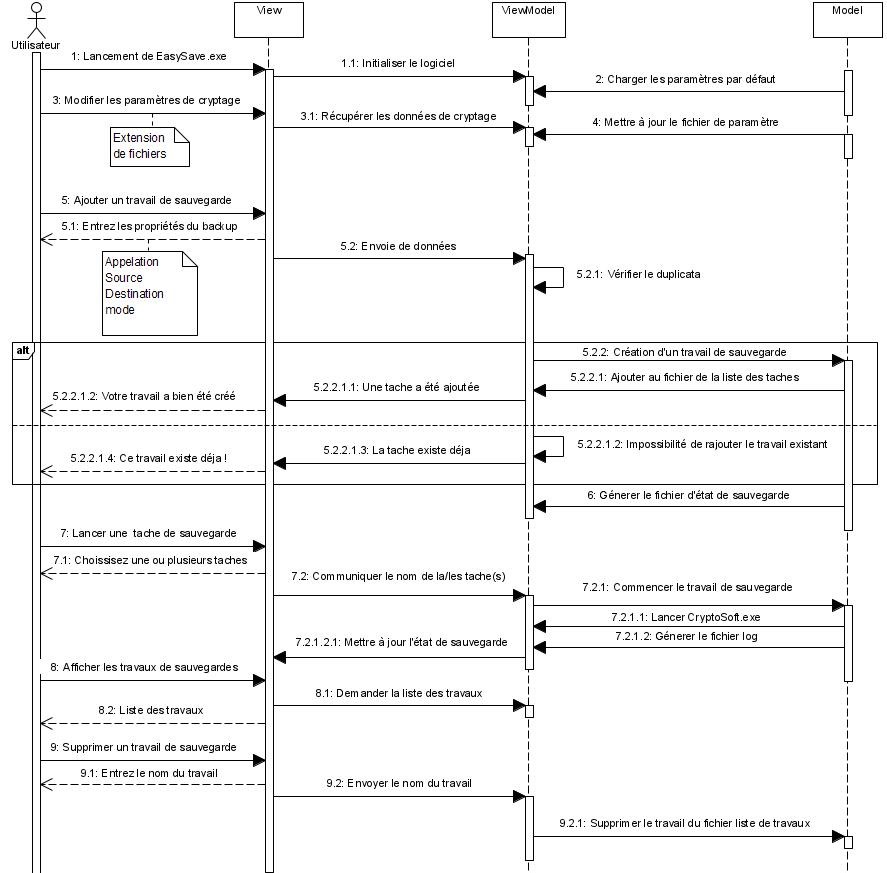 View
ViewModel
Model
Utilisateur
1: Lancement de EasySave.exe
1.1: Initialiser le logiciel
2: Charger les paramètres par défaut
3: Modifier les paramètres de cryptage
3.1: Récupérer les données de cryptage
4: Mettre à jour le fichier de paramètre
Extension
de fichiers
5: Ajouter un travail de sauvegarde
5.1: Entrez les propriétés du backup
5.2: Envoie de données
Appelation
Source
Destination
mode
5.2.1: Vérifier le duplicata
alt
5.2.2: Création d'un travail de sauvegarde
5.2.2.1: Ajouter au fichier de la liste des taches
5.2.2.1.1: Une tache a été ajoutée
5.2.2.1.2: Votre travail a bien été créé
5.2.2.1.2: Impossibilité de rajouter le travail existant
5.2.2.1.3: La tache existe déja
5.2.2.1.4: Ce travail existe déja !
6: Génerer le fichier d'état de sauvegarde
7: Lancer une tache de sauvegarde
7.1: Choissisez une ou plusieurs taches
7.2: Communiquer le nom de la/les tache(s)
7.2.1: Commencer le travail de sauvegarde
7.2.1.1: Lancer CryptoSoft.exe
7.2.1.2: Génerer le fichier log
7.2.1.2.1: Mettre à jour l'état de sauvegarde
8: Afficher les travaux de sauvegardes
8.1: Demander la liste des travaux
8.2: Liste des travaux
9: Supprimer un travail de sauvegarde
9.1: Entrez le nom du travail
9.2: Envoyer le nom du travail
9.2.1: Supprimer le travail du fichier liste de travaux